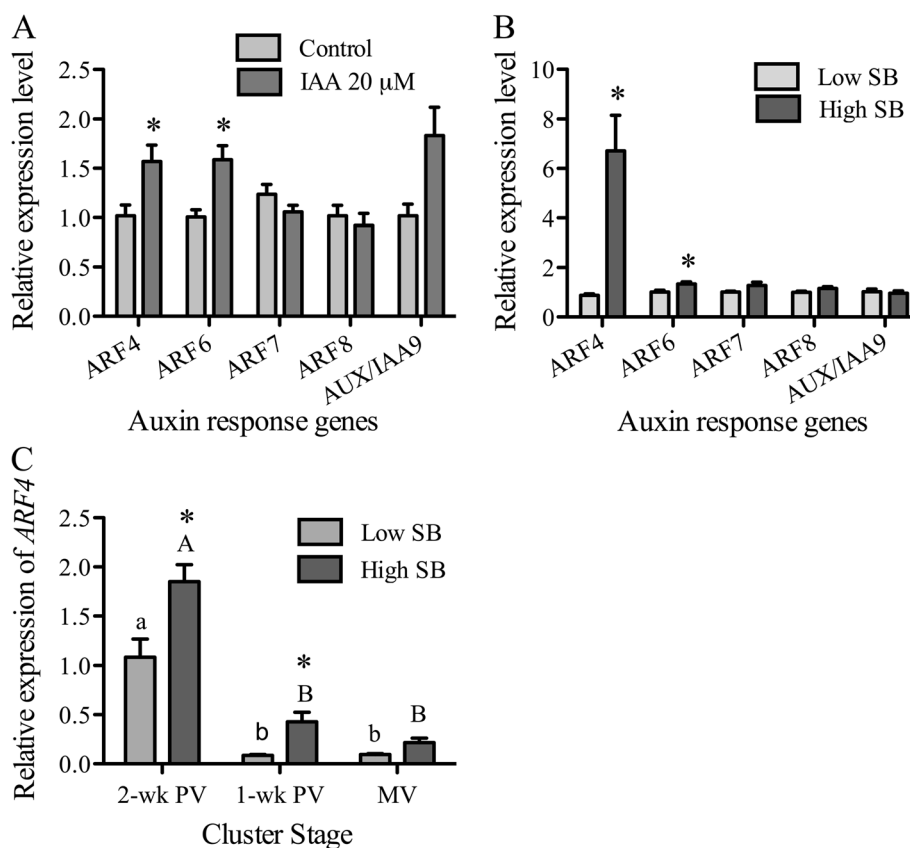 A
Relative expression level
2.5
2.0
1.5
1.0
0.5
0.0
Control
IAA 20 µM
*
*
ARF4
ARF6
ARF7
ARF8
AUX/IAA9
Auxin response genes
B
Relative expression level
10
8
6
4
2
0
Low SB
High SB
*
*
ARF4
ARF6
ARF7
ARF8
AUX/IAA9
Auxin response genes
C
Relative expression of ARF4
2.5
2.0
1.5
1.0
0.5
0.0
Low SB
High SB
a
*
A
b
*
B
b
B
2-wk PV
1-wk PV
MV
Cluster Stage